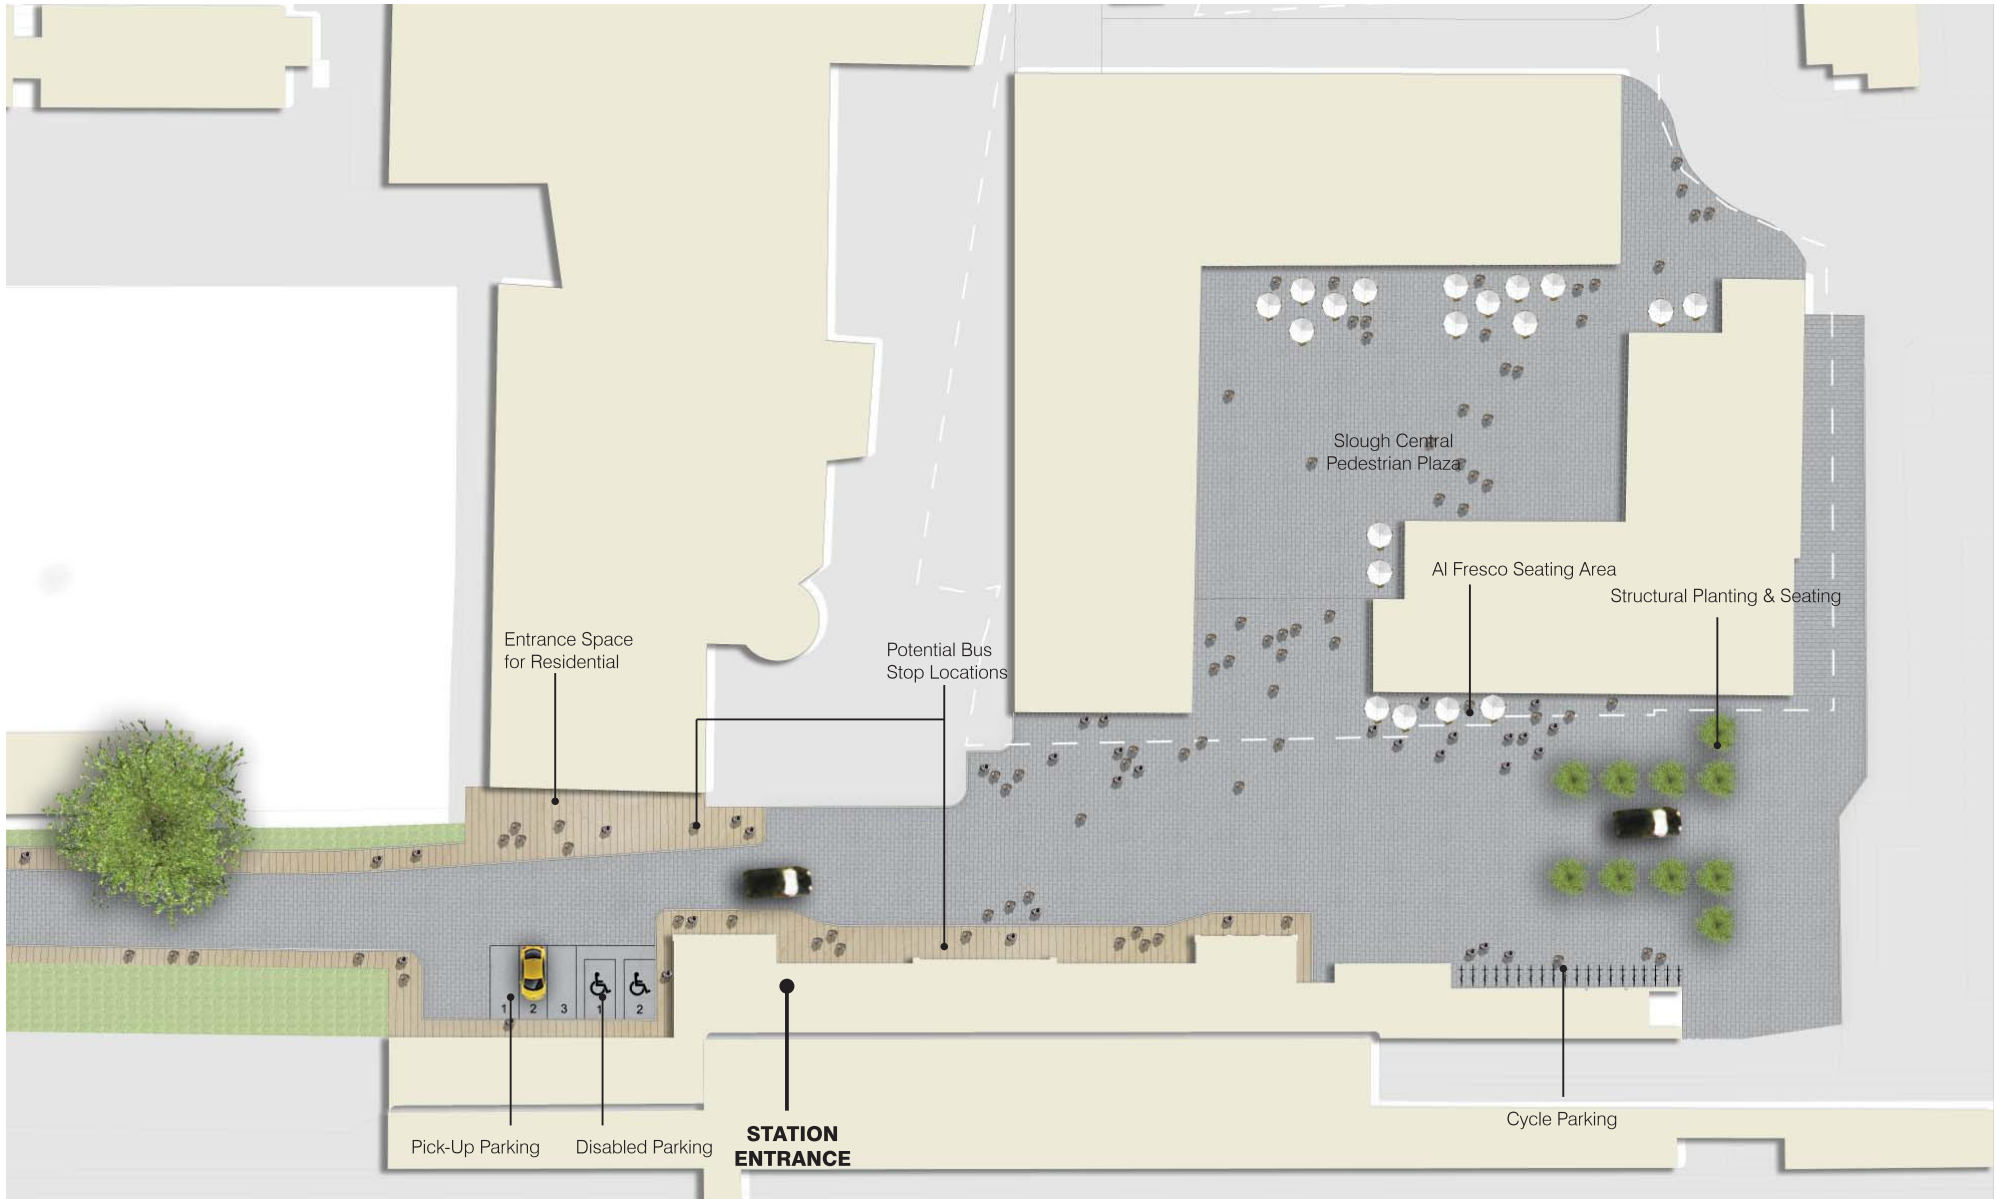 Slough Central
Pedestrian Plaza
Al Fresco Seating Area
Structural Planting & Seating
Entrance Space
for Residential
Potential Bus
Stop Locations
1
2
3
1
2
Pick-Up Parking
Disabled Parking
STATION
ENTRANCE
Cycle Parking